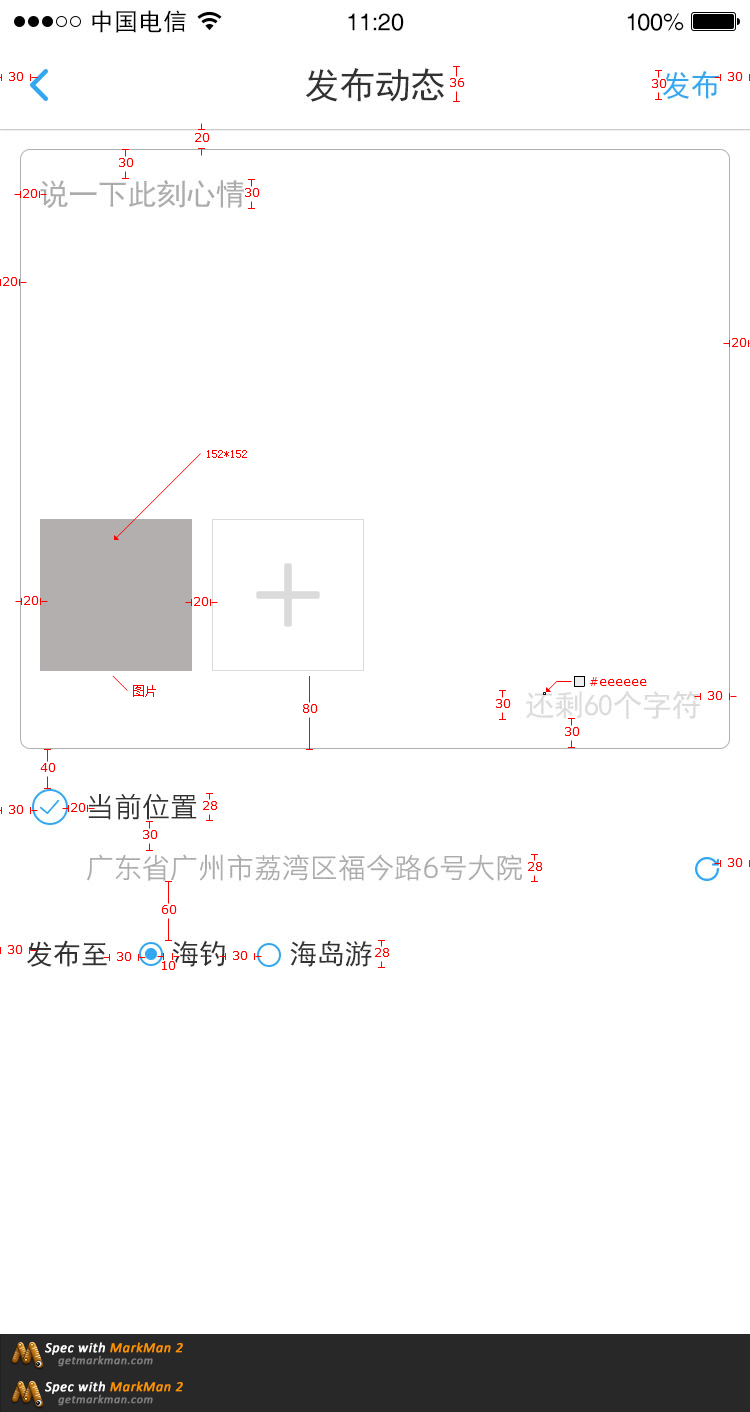 中国电信 11:20 100%
30 发布动态 36 30 发布 30
20
30
20 说一下此刻心情 30
20
20
152*152
20 20
图片
#eeeeee
80 30 还剩60个字符 30
30
40
30 20 当前位置 28
30
广东省广州市荔湾区福今路6号大院 28 30
60
30 发布至 30 10 海钓 30 海岛游 28
Spec with MarkMan 2
getmarkman.com
Spec with MarkMan 2
getmarkman.com